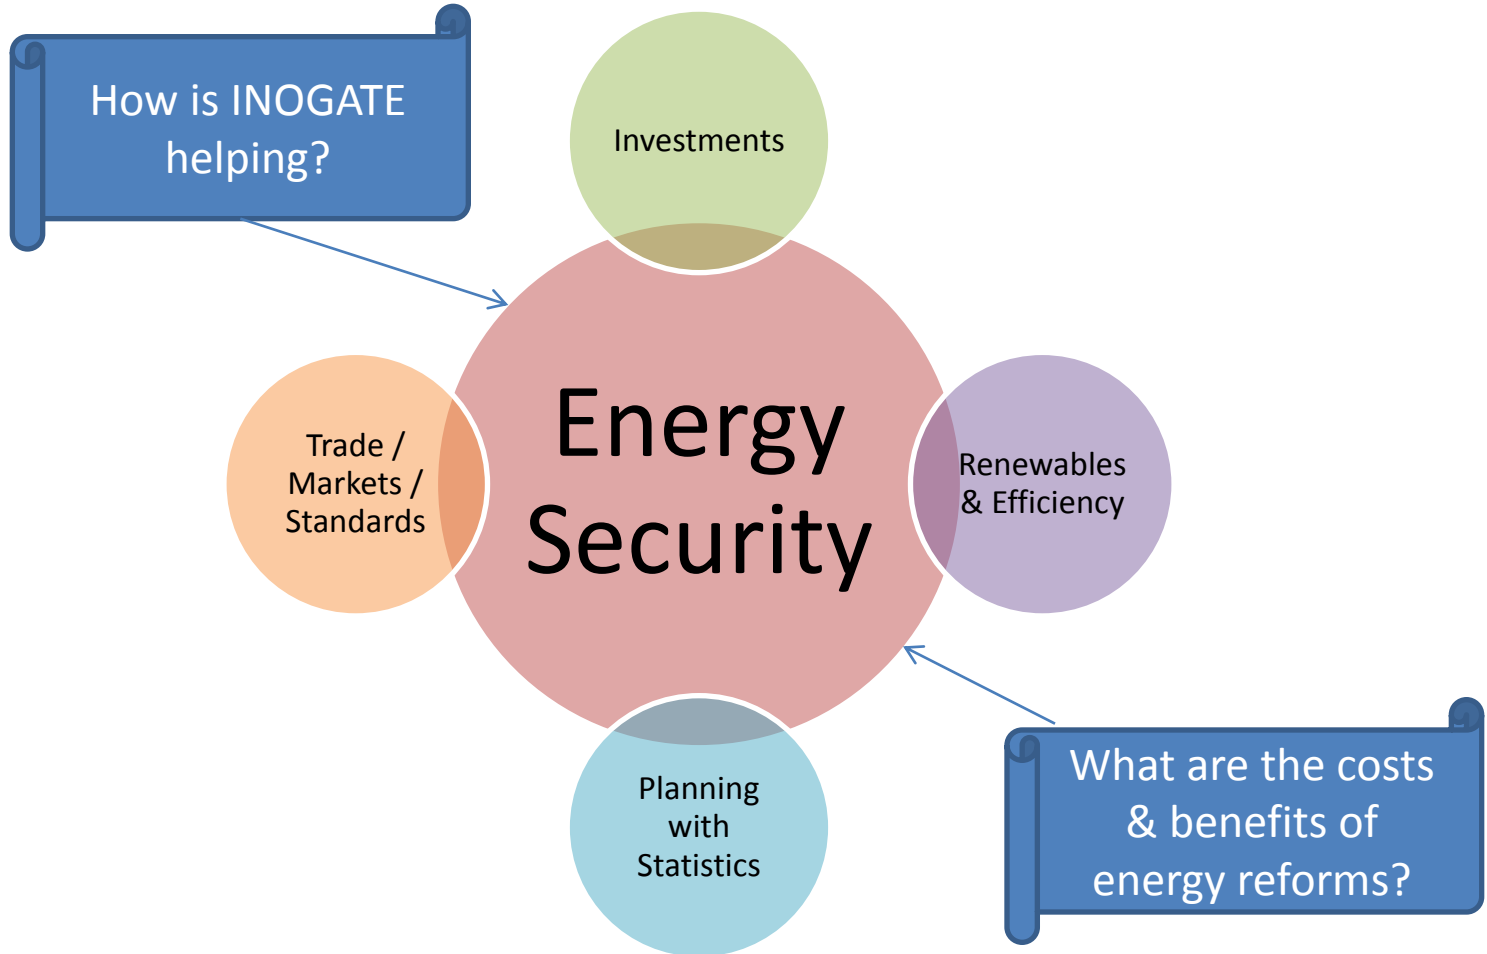 How is INOGATE
helping?
Investments
Trade /
Markets /
Standards
Energy
Security
Renewables
& Efficiency
Planning
with
Statistics
What are the costs
& benefits of
energy reforms?